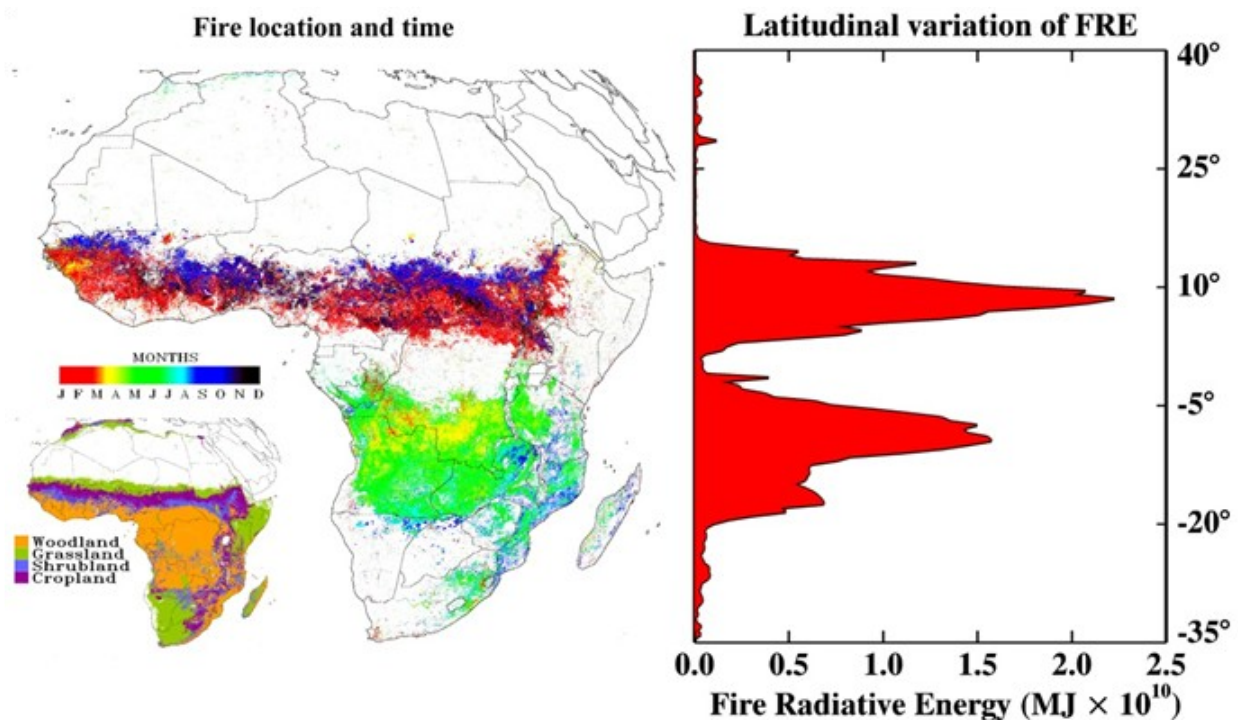 Fire location and time
MONTHS
J F M A M J J A S O N D
Woodland
Grassland
Shrubland
Cropland
Latitudinal variation of FRE
40°
25°
10°
-5°
-20°
-35°
0.0 0.5 1.0 1.5 2.0 2.5
Fire Radiative Energy (MJ × 10¹⁰)